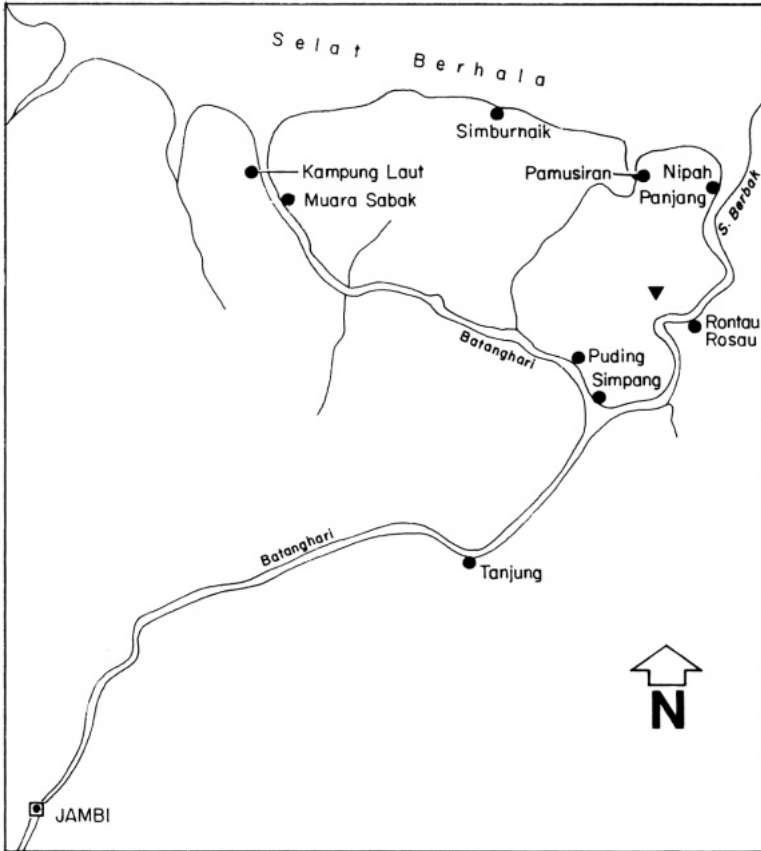 Selat Berhala
Simburnaik
Kampung Laut
Pamusiran
Nipah
Panjang
Muara Sabak
S. Berbak
Rontau
Rosau
Batanghari
Puding
Simpang
Batanghari
Tanjung
N
JAMBI